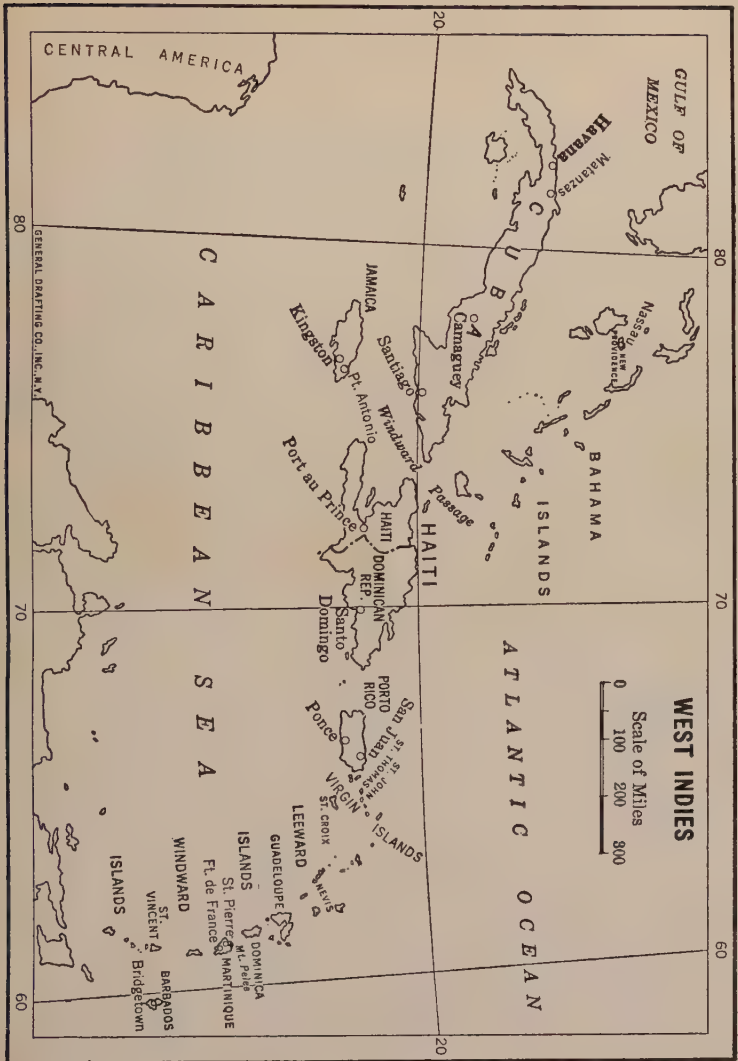 WEST INDIES
Scale of Miles
0 100 200 300
80
70
60
20
20
80
70
60
GULF OF
MEXICO
Havana
Matanzas
CUBA
Camaguey
Santiago
Nassau
NEW
PROVIDENCE
BAHAMA
ISLANDS
Windward Passage
ATLANTIC OCEAN
CENTRAL AMERICA
JAMAICA
Kingston
Pt. Antonio
Port au Prince
HAITI
HAITI
DOMINICAN
REP.
Santo
Domingo
PORTO
RICO
San Juan
Ponce
ST. THOMAS
ST. JOHN
VIRGIN ISLANDS
ST. CROIX
LEEWARD
ISLANDS
NEVIS
GUADELOUPE
DOMINICA
Mt. Pelée
St. Pierre
MARTINIQUE
Ft. de France
WINDWARD
ISLANDS
ST.
VINCENT
BARBADOS
Bridgetown
CARIBBEAN SEA
GENERAL DRAFTING CO., INC., N.Y.